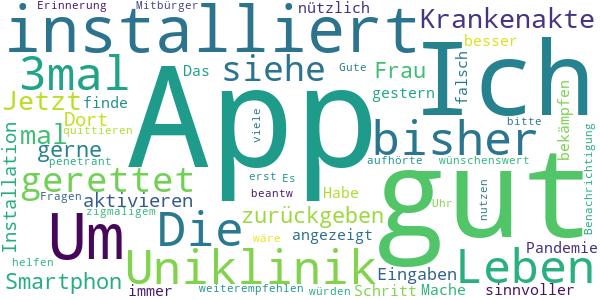 Erinnerung Mitbürger nützlich Krankenakte
installiert Ich besser
3mal siehe Frau falsch
Das App Gute gestern bekämpfen
Jetzt finde Dort viele bisher bitte
mal quittieren gut
gerne penetrant aufhörte wünschenswert
Installation gerettet erst Es Benachrichtigung
aktivieren beantw Habe Fragen
zigmaligem zurückgeben Uhr nutzen
Um Die wäre angezeigt Pandemie
helfen Uniklinik Eingaben Leben
Smartphon immer weiterempfehlen würden Schritt Mache sinnvoller